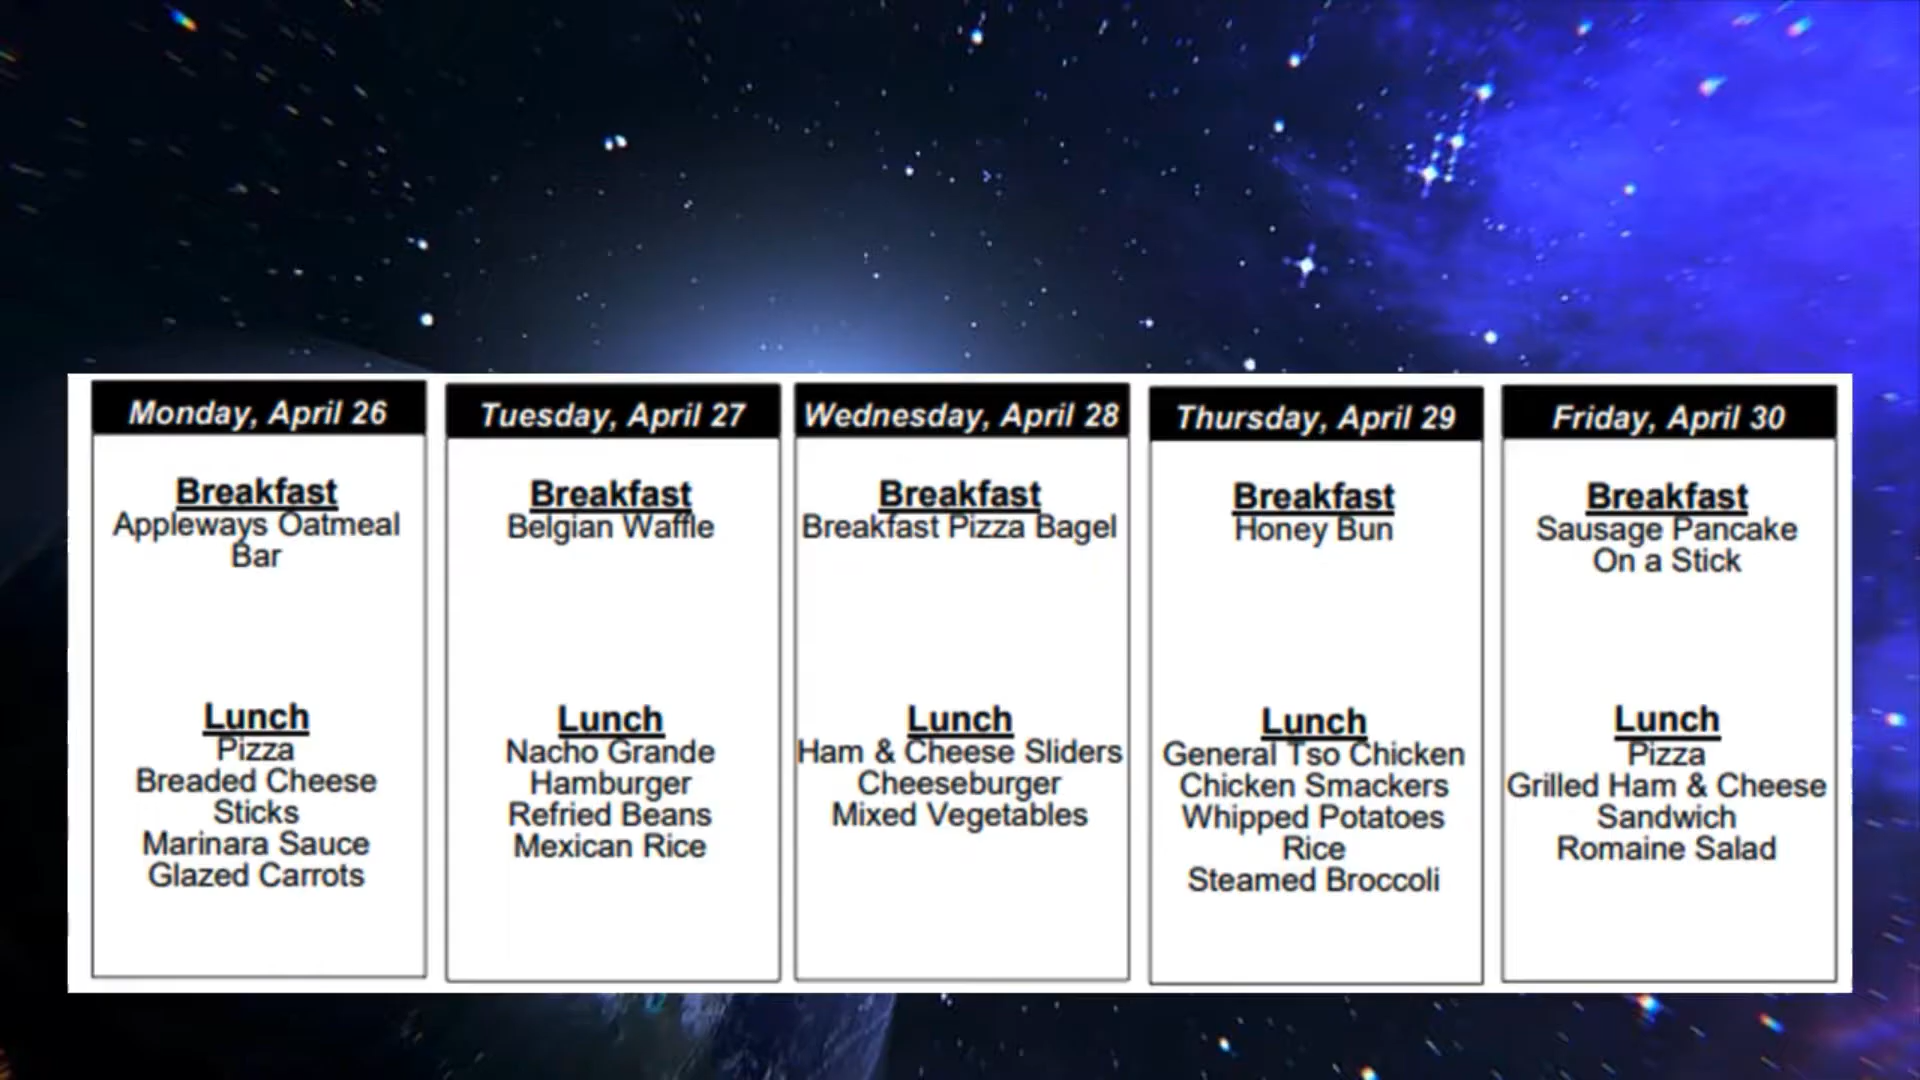 Monday, April 26
Breakfast
Appleways Oatmeal
Bar
Lunch
Pizza
Breaded Cheese
Sticks
Marinara Sauce
Glazed Carrots
Tuesday, April 27
Breakfast
Belgian Waffle
Lunch
Nacho Grande
Hamburger
Refried Beans
Mexican Rice
Wednesday, April 28
Breakfast
Breakfast Pizza Bagel
Lunch
Ham & Cheese Sliders
Cheeseburger
Mixed Vegetables
Thursday, April 29
Breakfast
Honey Bun
Lunch
General Tso Chicken
Chicken Smackers
Whipped Potatoes
Rice
Steamed Broccoli
Friday, April 30
Breakfast
Sausage Pancake
On a Stick
Lunch
Pizza
Grilled Ham & Cheese
Sandwich
Romaine Salad